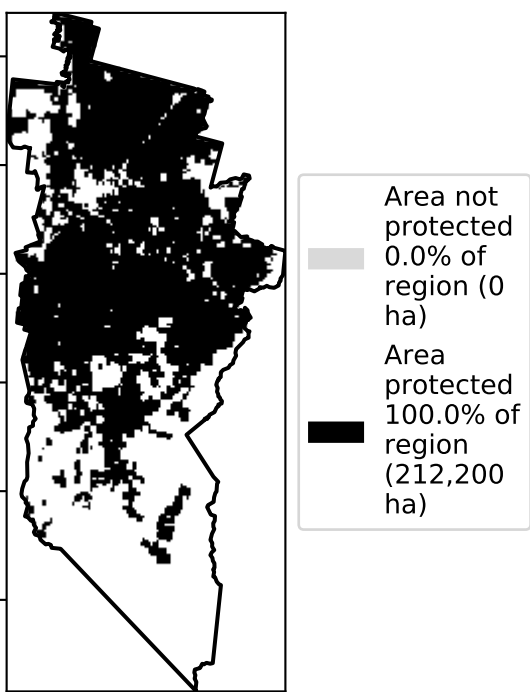 Area not
protected
0.0% of
region (0
ha)
Area
protected
100.0% of
region
(212,200
ha)